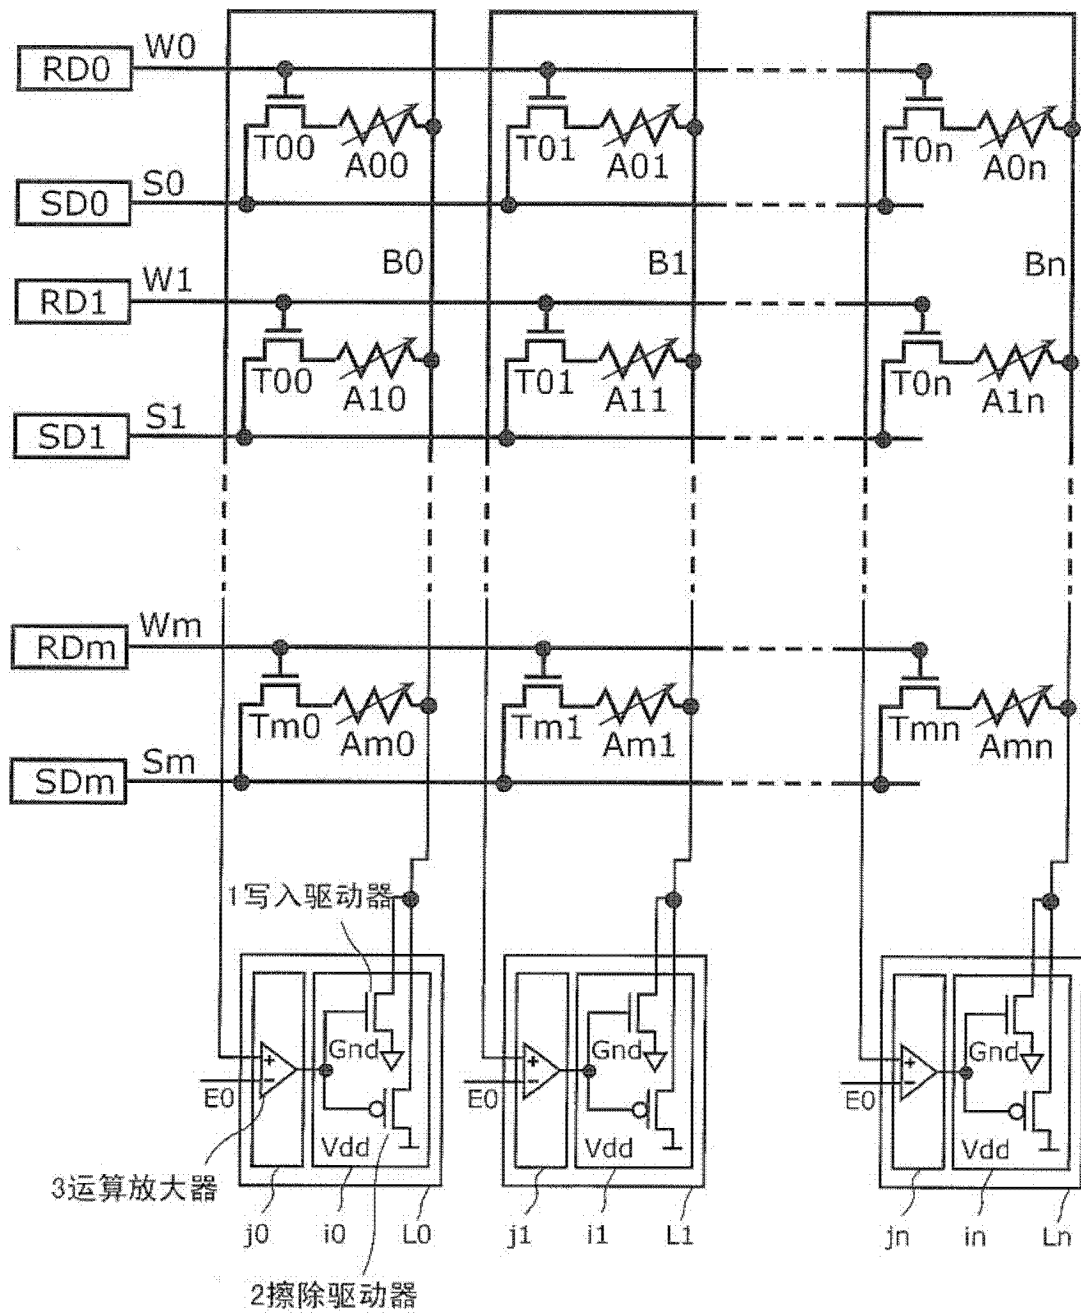 RD0 W0
T00 A00 T01 A01 T0n A0n
SD0 S0
B0 B1 Bn
RD1 W1
T00 A10 T01 A11 T0n A1n
SD1 S1
RDm Wm
Tm0 Am0 Tm1 Am1 Tmn Amn
SDm Sm
1写入驱动器
+ Gnd + Gnd + Gnd
− − −
E0 E0 E0
Vdd Vdd Vdd
3运算放大器
j0 i0 L0 j1 i1 L1 jn in Ln
2擦除驱动器